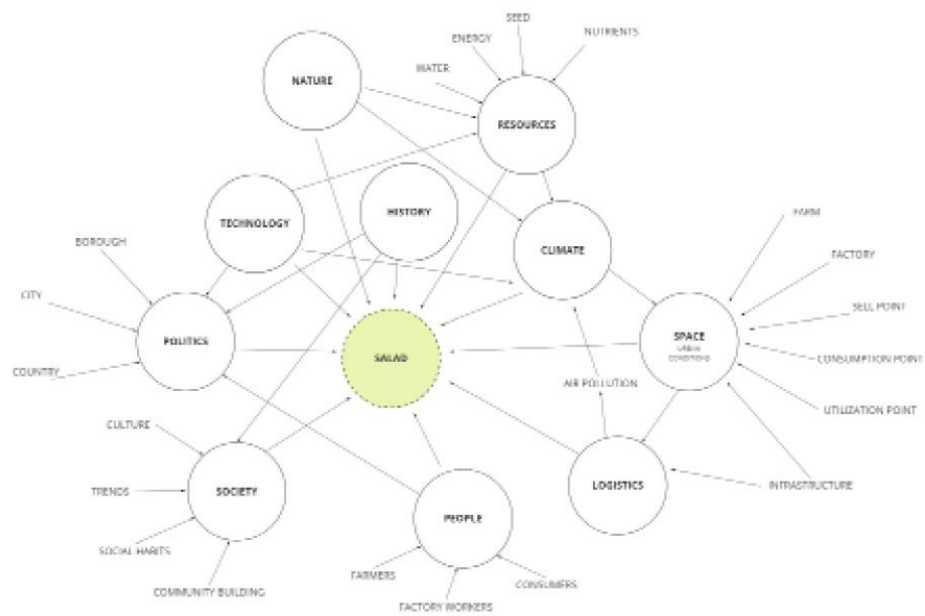 SEED
ENERGY
NUTRIENTS
WATER
NATURE
RESOURCES
TECHNOLOGY
HISTORY
FARM
BOROUGH
CLIMATE
FACTORY
CITY
SELL POINT
POLITICS
SPACE
URBAN
CONDITIONS
SALAD
CONSUMPTION POINT
COUNTRY
AIR POLLUTION
UTILIZATION POINT
CULTURE
TRENDS
SOCIETY
LOGISTICS
INFRASTRUCTURE
PEOPLE
SOCIAL HABITS
FARMERS
CONSUMERS
COMMUNITY BUILDING
FACTORY WORKERS